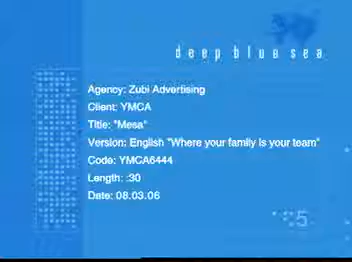 deep blue sea
Agency: Zubi Advertising
Client: YMCA
Title: "Mesa"
Version: English "Where your family is your team"
Code: YMCA6444
Length: :30
Date: 08.03.06
5